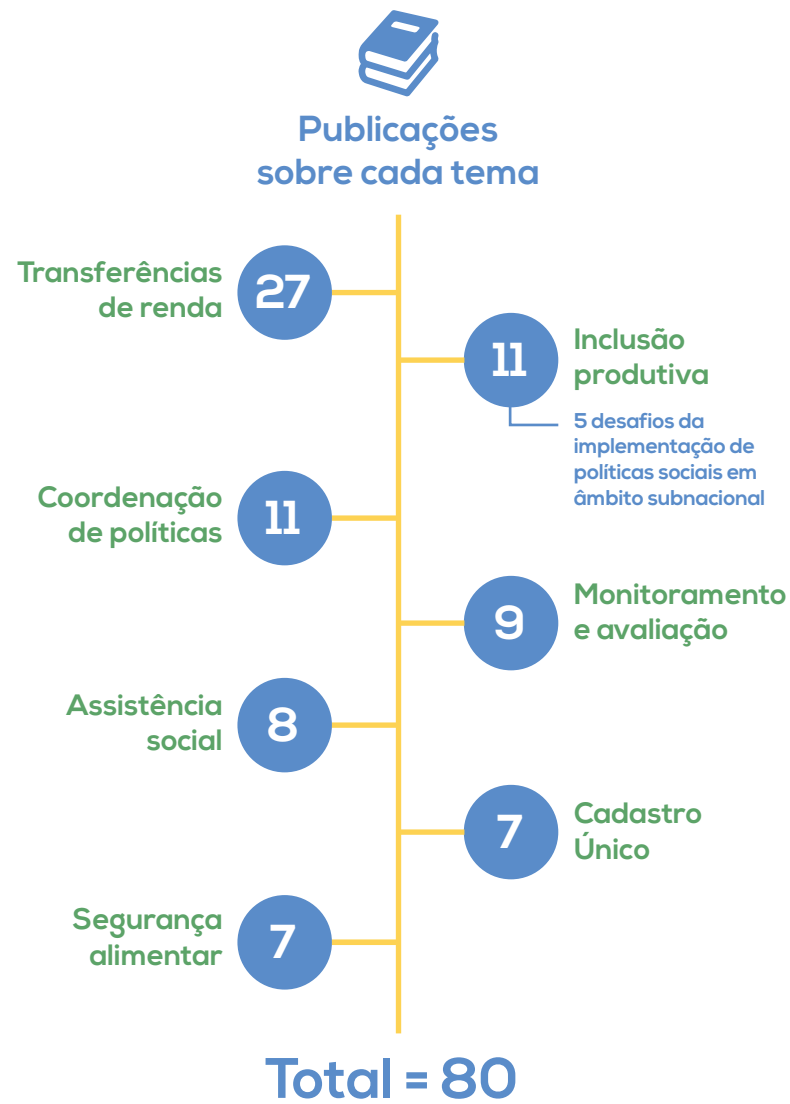 Publicações
sobre cada tema
Transferências
de renda
27
11
Inclusão
produtiva
5 desafios da
implementação de
políticas sociais em
âmbito subnacional
Coordenação
de políticas
11
9
Monitoramento
e avaliação
Assistência
social
8
7
Cadastro
Único
Segurança
alimentar
7
Total = 80